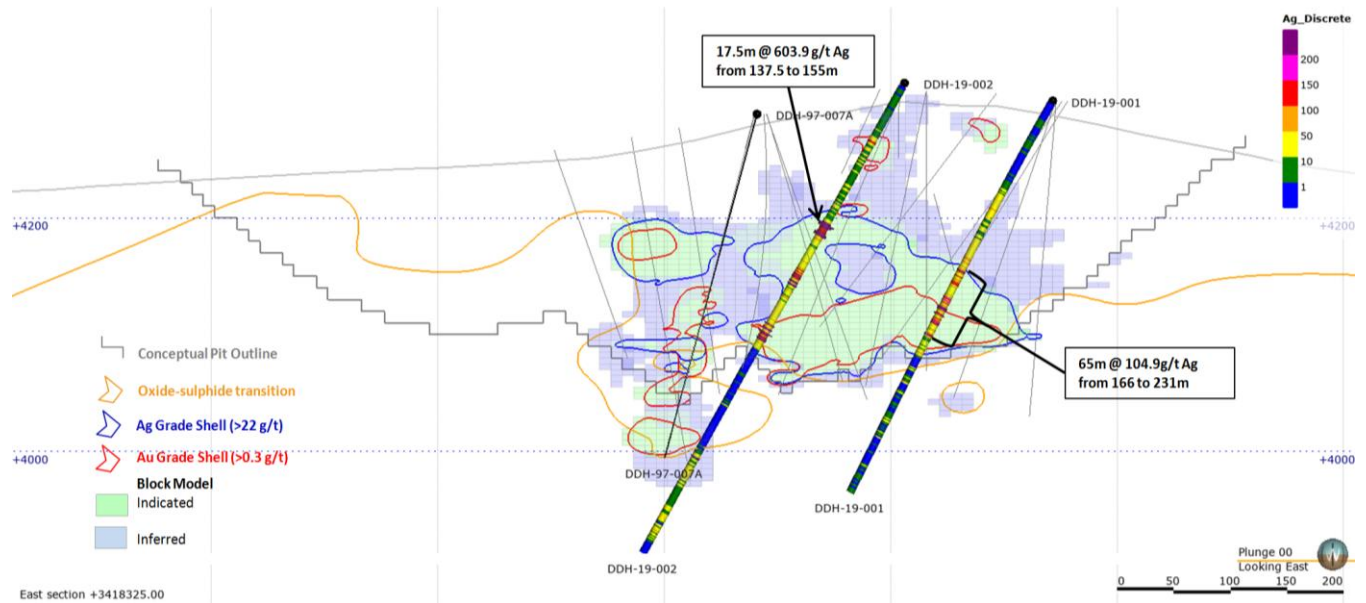 Ag_Discrete
200
150
100
50
10
1
17.5m @ 603.9 g/t Ag
from 137.5 to 155m
DDH-19-002
DDH-19-001
DDH-97-007A
+4200
+4200
65m @ 104.9g/t Ag
from 166 to 231m
Conceptual Pit Outline
Oxide-sulphide transition
Ag Grade Shell (>22 g/t)
Au Grade Shell (>0.3 g/t)
Block Model
Indicated
Inferred
+4000
+4000
DDH-97-007A
DDH-19-001
DDH-19-002
Plunge 00
Looking East
0 50 100 150 200
East section +3418325.00